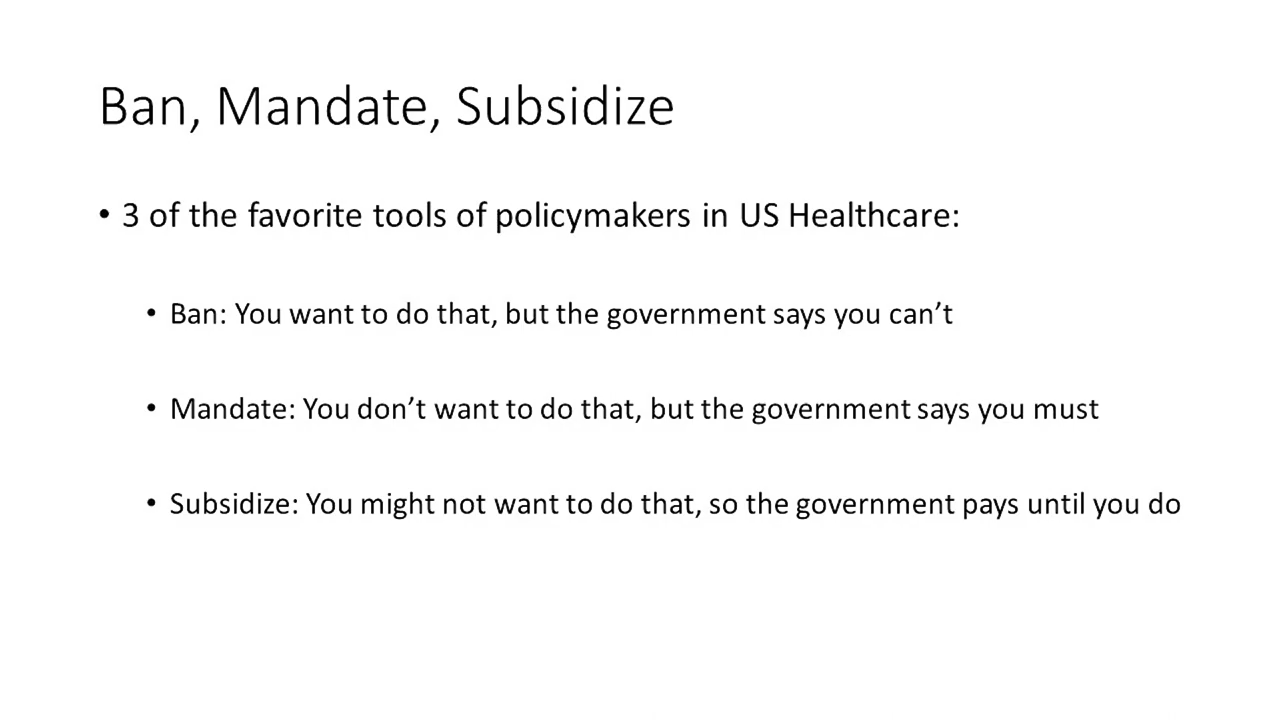 Ban, Mandate, Subsidize
• 3 of the favorite tools of policymakers in US Healthcare:
• Ban: You want to do that, but the government says you can’t
• Mandate: You don’t want to do that, but the government says you must
• Subsidize: You might not want to do that, so the government pays until you do